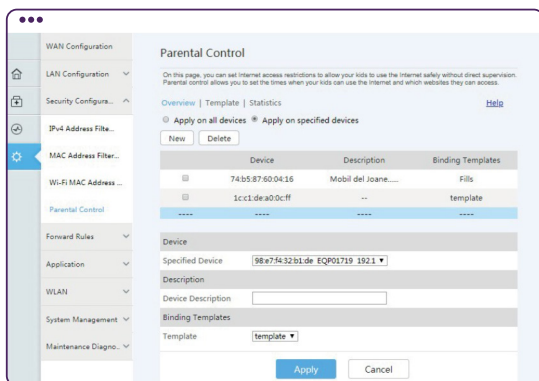 WAN Configuration
LAN Configuration
Security Configura...
IPv4 Address Filte...
MAC Address Filter...
Wi-Fi MAC Address ...
Parental Control
Forward Rules
Application
WLAN
System Management
Maintenance Diagno..
Parental Control
On this page, you can set Internet access restrictions to allow your kids to use the Internet safely without direct supervision.
Parental control allows you to set the times when your kids can use the Internet and which websites they can access.
Overview | Template | Statistics Help
Apply on all devices Apply on specified devices
New Delete
Device Description Binding Templates
74:b5:87:60:04:16 Mobil del Joane...... Fills
1c:c1:de:a0:0c:ff -- template
---- ---- ---- ----
Device
Specified Device 98:e7:f4:32:b1:de EQP01719 192.1
Description
Device Description
Binding Templates
Template template
Apply Cancel